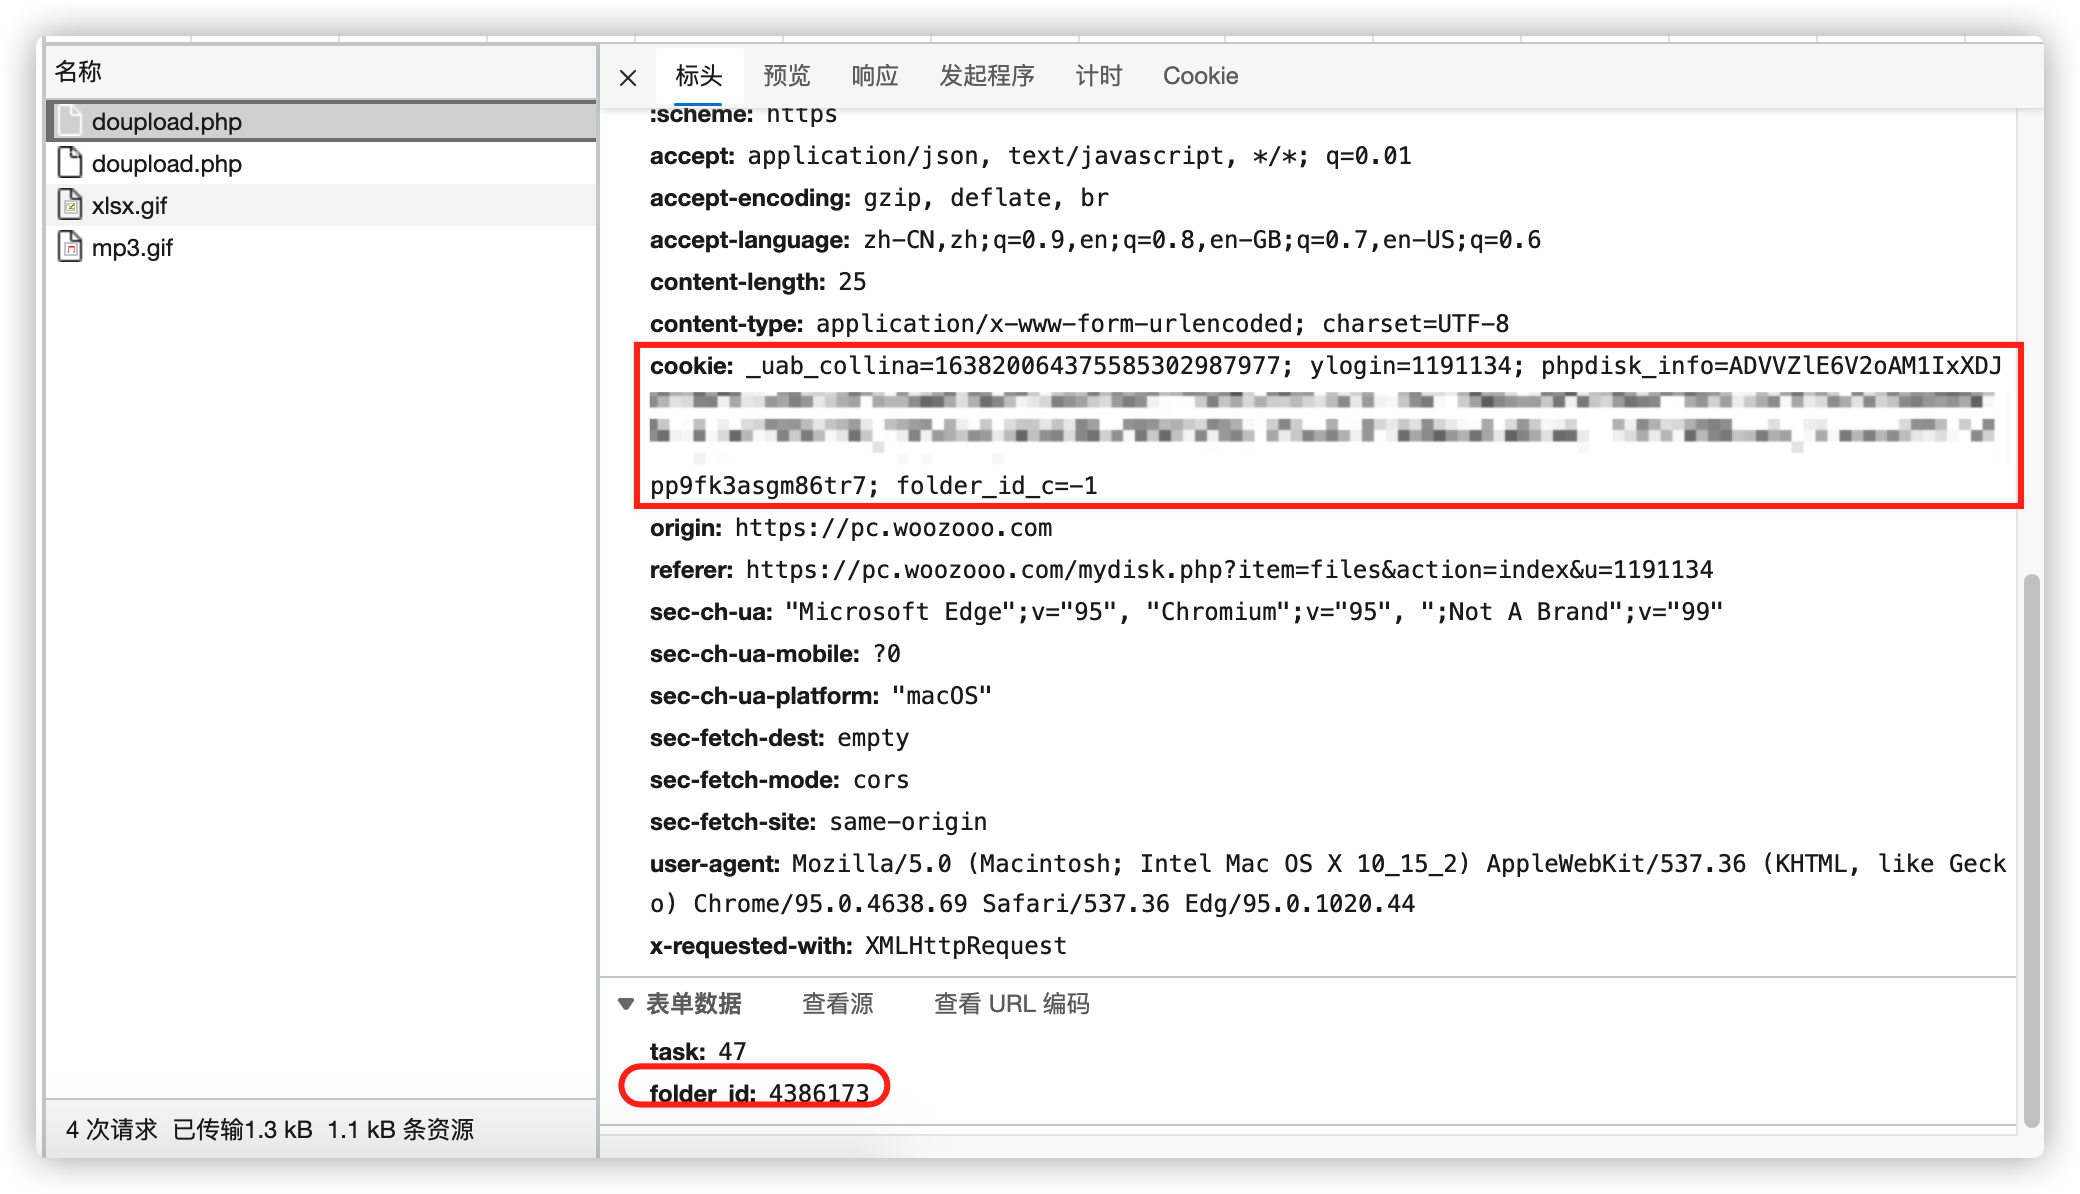 名称
doupload.php
doupload.php
xlsx.gif
mp3.gif
4 次请求 已传输1.3 kB 1.1 kB 条资源
标头 预览 响应 发起程序 计时 Cookie
:scheme: https
accept: application/json, text/javascript, */*; q=0.01
accept-encoding: gzip, deflate, br
accept-language: zh-CN,zh;q=0.9,en;q=0.8,en-GB;q=0.7,en-US;q=0.6
content-length: 25
content-type: application/x-www-form-urlencoded; charset=UTF-8
cookie: _uab_collina=163820064375585302987977; ylogin=1191134; phpdisk_info=ADVVZlE6V2oAM1IxXDJ
pp9fk3asgm86tr7; folder_id_c=-1
origin: https://pc.woozooo.com
referer: https://pc.woozooo.com/mydisk.php?item=files&action=index&u=1191134
sec-ch-ua: "Microsoft Edge";v="95", "Chromium";v="95", ";Not A Brand";v="99"
sec-ch-ua-mobile: ?0
sec-ch-ua-platform: "macOS"
sec-fetch-dest: empty
sec-fetch-mode: cors
sec-fetch-site: same-origin
user-agent: Mozilla/5.0 (Macintosh; Intel Mac OS X 10_15_2) AppleWebKit/537.36 (KHTML, like Geck
o) Chrome/95.0.4638.69 Safari/537.36 Edg/95.0.1020.44
x-requested-with: XMLHttpRequest
表单数据 查看源 查看 URL 编码
task: 47
folder_id: 4386173